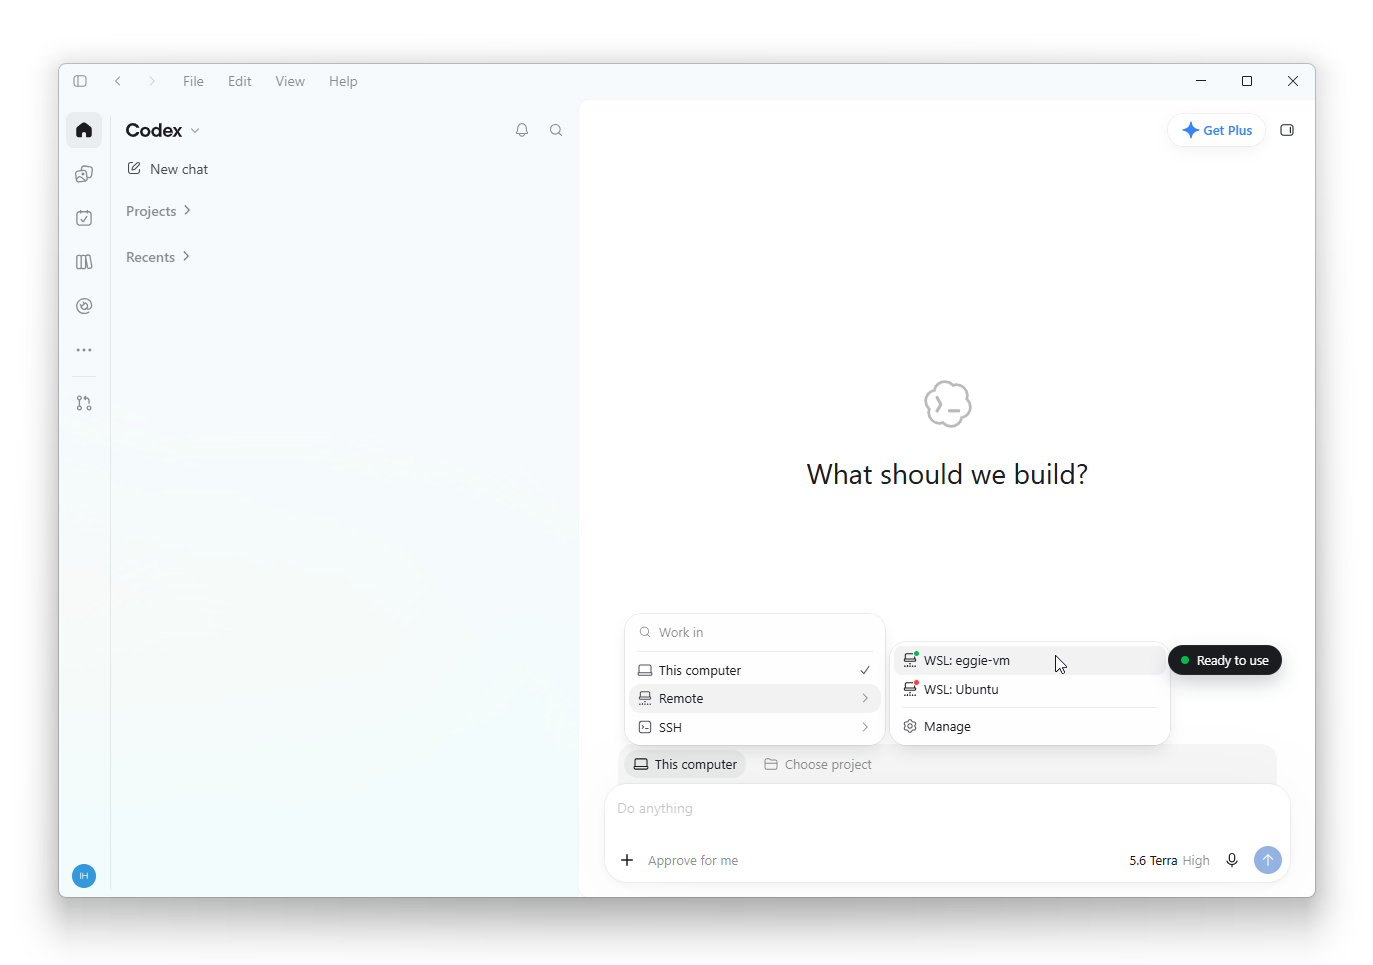 File Edit View Help
Codex
Get Plus
New chat
Projects
Recents
What should we build?
Work in
This computer
Remote
SSH
WSL: eggie-vm
Ready to use
WSL: Ubuntu
Manage
This computer Choose project
Do anything
Approve for me
5.6 Terra High
IH